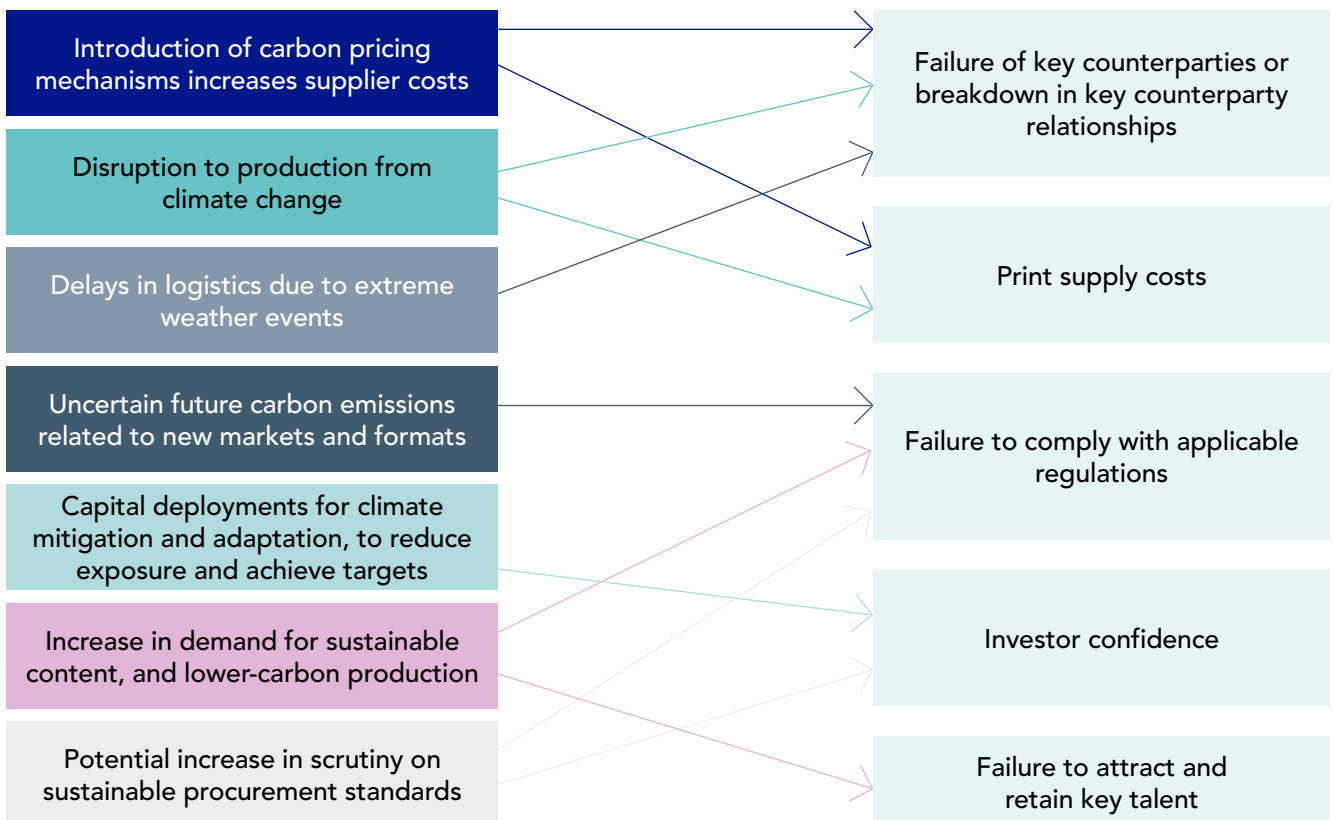 Introduction of carbon pricing
mechanisms increases supplier costs
Disruption to production from
climate change
Delays in logistics due to extreme
weather events
Uncertain future carbon emissions
related to new markets and formats
Capital deployments for climate
mitigation and adaptation, to reduce
exposure and achieve targets
Increase in demand for sustainable
content, and lower-carbon production
Potential increase in scrutiny on
sustainable procurement standards
Failure of key counterparties or
breakdown in key counterparty
relationships
Print supply costs
Failure to comply with applicable
regulations
Investor confidence
Failure to attract and
retain key talent